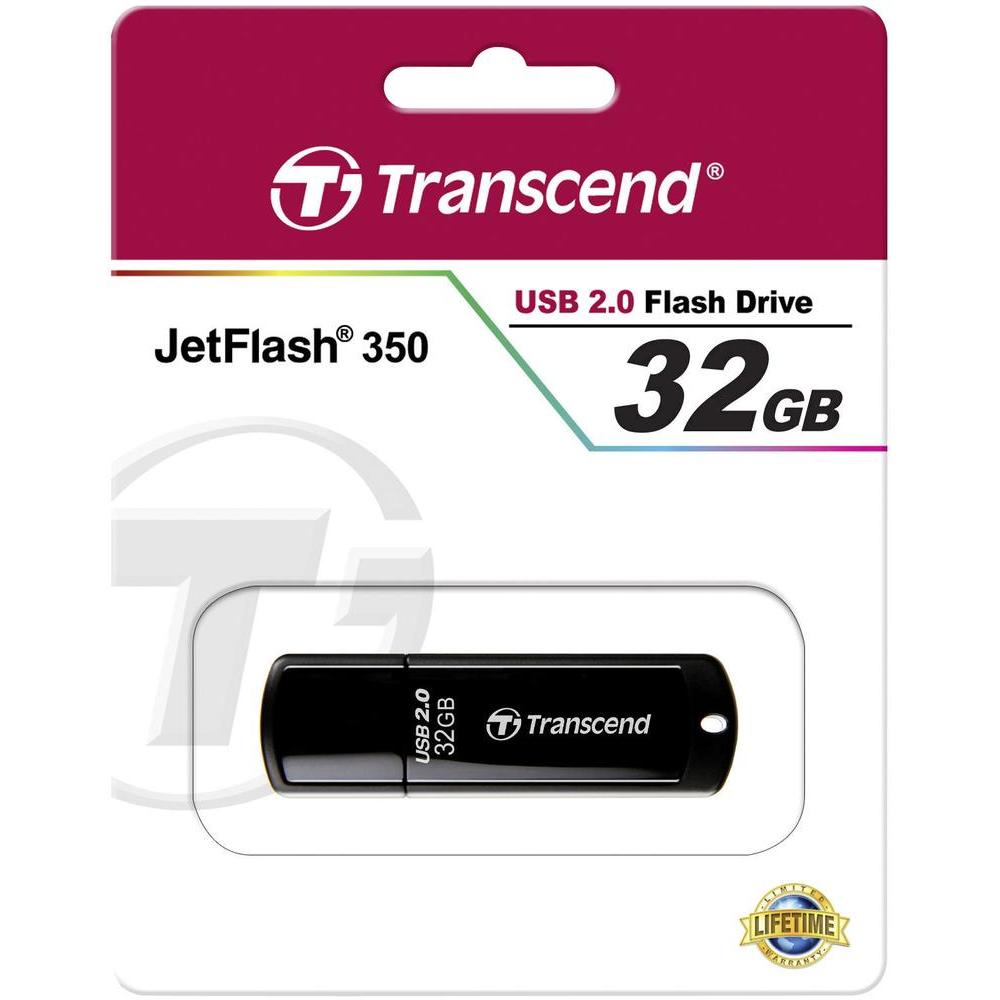 Transcend®
USB 2.0 Flash Drive
JetFlash® 350
32GB
USB 2.0
32GB
Transcend
LIMITED
LIFETIME
WARRANTY